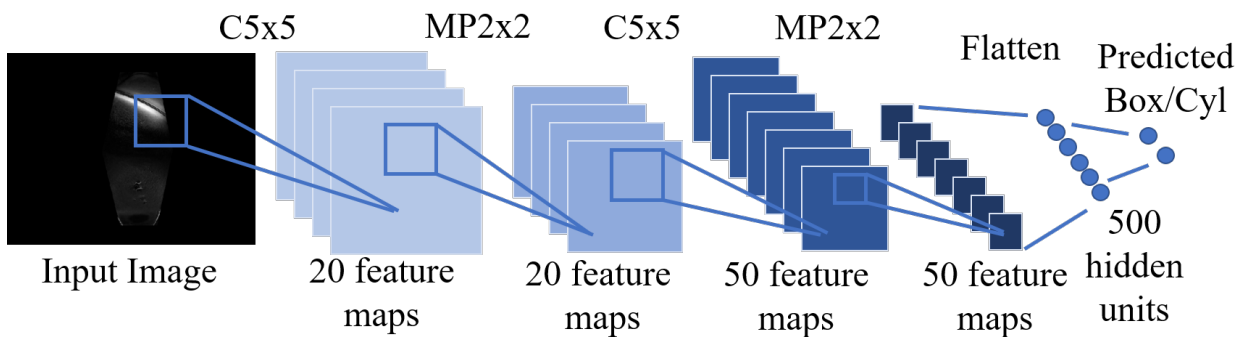 C5x5
MP2x2
C5x5
MP2x2
Flatten
Predicted
Box/Cyl
Input Image
20 feature
maps
20 feature
maps
50 feature
maps
50 feature
maps
500
hidden
units